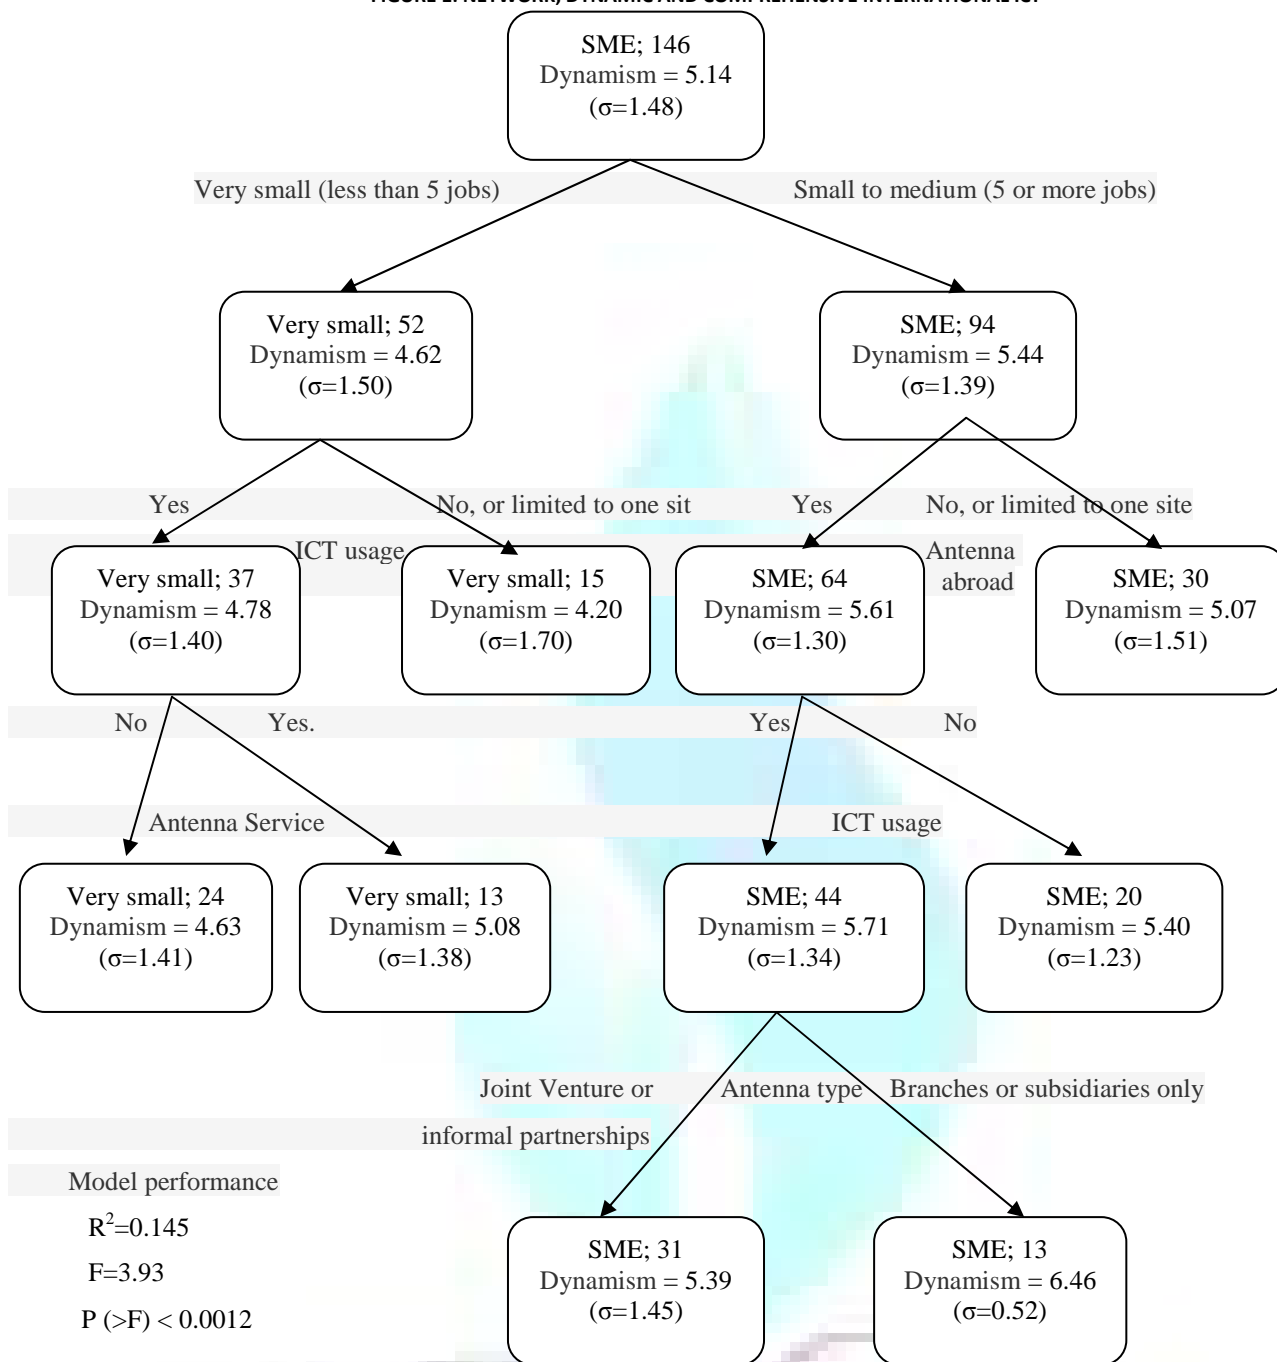 FIGURE 1: NETWORK, DYNAMIC AND COMPREHENSIVE INTERNATIONAL ICT
SME; 146
Dynamism = 5.14
(σ=1.48)
Very small (less than 5 jobs)
Small to medium (5 or more jobs)
Very small; 52
Dynamism = 4.62
(σ=1.50)
SME; 94
Dynamism = 5.44
(σ=1.39)
Yes
No, or limited to one sit
Yes
No, or limited to one site
ICT usage
Antenna
abroad
Very small; 37
Dynamism = 4.78
(σ=1.40)
Very small; 15
Dynamism = 4.20
(σ=1.70)
SME; 64
Dynamism = 5.61
(σ=1.30)
SME; 30
Dynamism = 5.07
(σ=1.51)
No
Yes.
Yes
No
Antenna Service
ICT usage
Very small; 24
Dynamism = 4.63
(σ=1.41)
Very small; 13
Dynamism = 5.08
(σ=1.38)
SME; 44
Dynamism = 5.71
(σ=1.34)
SME; 20
Dynamism = 5.40
(σ=1.23)
Joint Venture or
informal partnerships
Antenna type
Branches or subsidiaries only
Model performance
R²=0.145
F=3.93
P (>F) < 0.0012
SME; 31
Dynamism = 5.39
(σ=1.45)
SME; 13
Dynamism = 6.46
(σ=0.52)